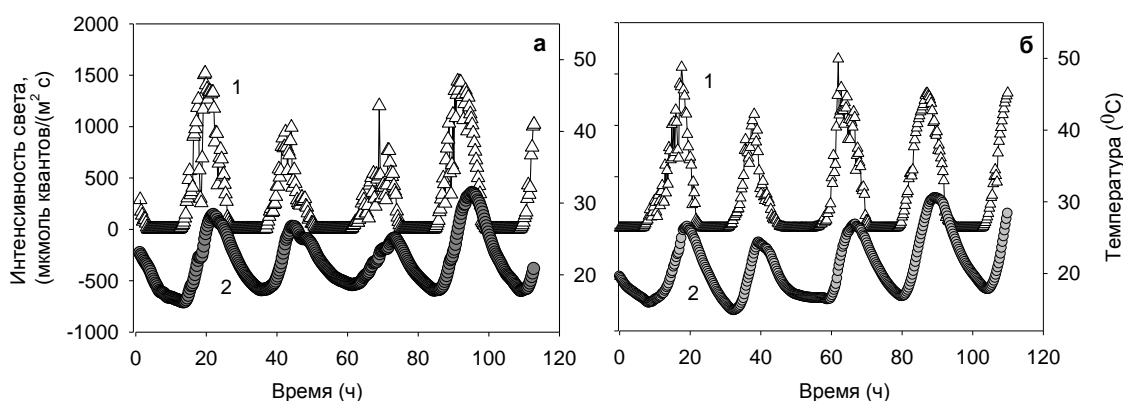 Интенсивность света,
(мкмоль квантов/(м² с)
2000
1500
1000
500
0
-500
-1000
а
1
2
0 20 40 60 80 100 120
Время (ч)
50
40
30
20
б
1
2
0 20 40 60 80 100 120
Время (ч)
50
40
30
20
Температура (⁰С)